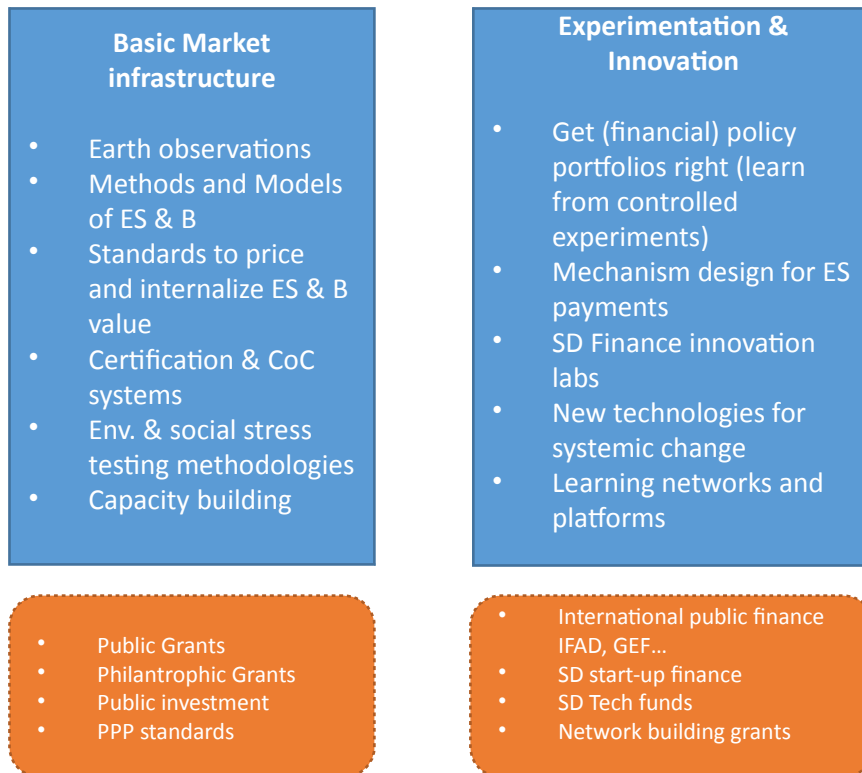 Basic Market
infrastructure
• Earth observations
• Methods and Models
of ES & B
• Standards to price
and internalize ES & B
value
• Certification & CoC
systems
• Env. & social stress
testing methodologies
• Capacity building
Experimentation &
Innovation
• Get (financial) policy
portfolios right (learn
from controlled
experiments)
• Mechanism design for ES
payments
• SD Finance innovation
labs
• New technologies for
systemic change
• Learning networks and
platforms
• Public Grants
• Philantrophic Grants
• Public investment
• PPP standards
• International public finance
IFAD, GEF...
• SD start-up finance
• SD Tech funds
• Network building grants